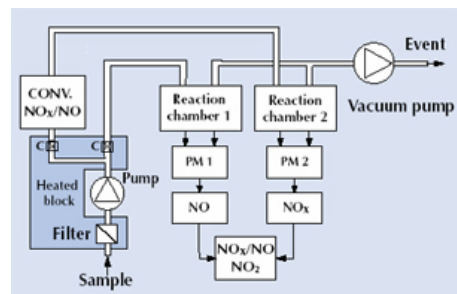 Event
Vacuum pump
CONV.
NOx/NO
Reaction
chamber 1
Reaction
chamber 2
C
C
PM 1
PM 2
Pump
Heated
block
NO
NOx
Filter
NOx/NO
NO2
Sample